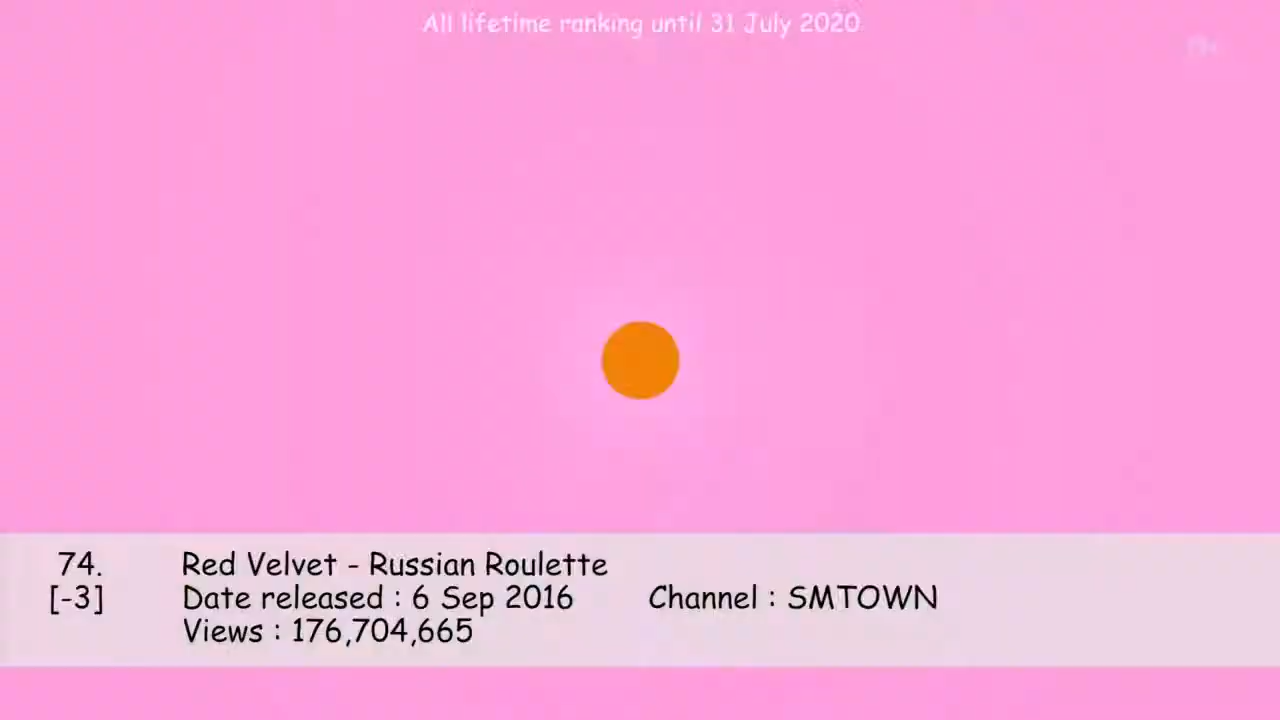 All lifetime ranking until 31 July 2020
74. Red Velvet - Russian Roulette
[-3] Date released : 6 Sep 2016 Channel : SMTOWN
Views : 176,704,665